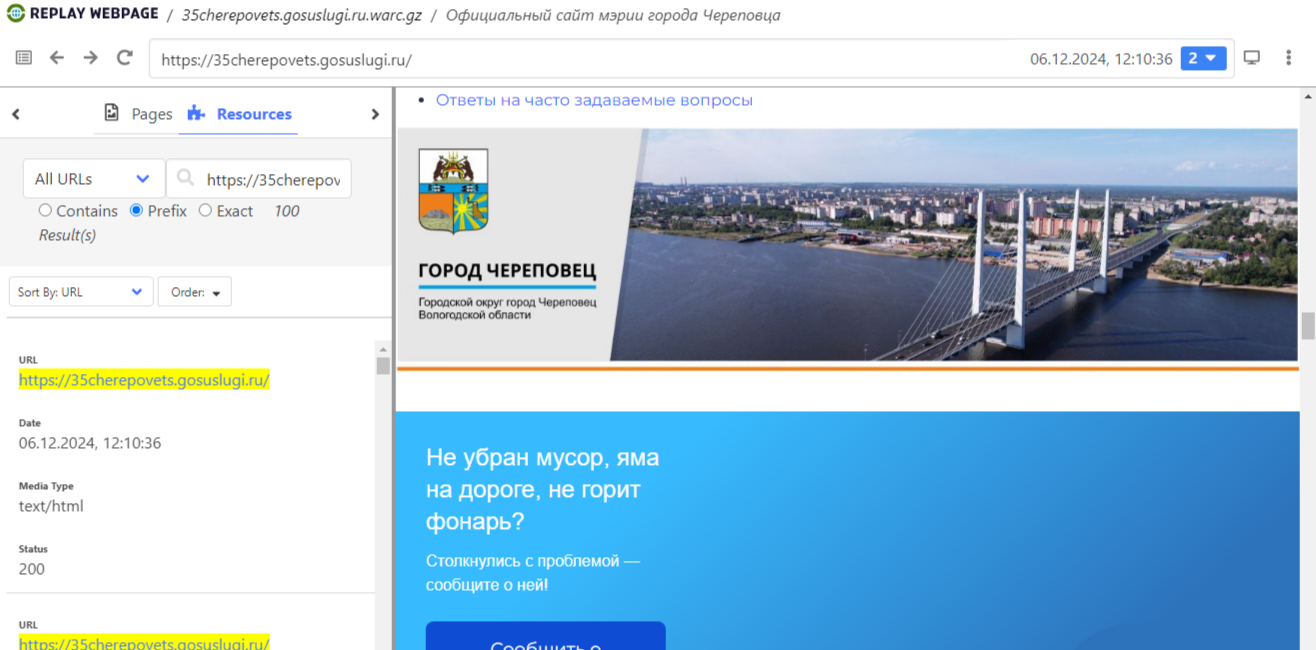 REPLAY WEBPAGE / 35cherepovets.gosuslugi.ru.warc.gz / Официальный сайт мэрии города Череповца
https://35cherepovets.gosuslugi.ru/ 06.12.2024, 12:10:36 2
Pages Resources
All URLs https://35cherepov
Contains Prefix Exact 100
Result(s)
Sort By: URL Order:
URL
https://35cherepovets.gosuslugi.ru/
Date
06.12.2024, 12:10:36
Media Type
text/html
Status
200
URL
https://35cherepovets.gosuslugi.ru/
Ответы на часто задаваемые вопросы
ГОРОД ЧЕРЕПОВЕЦ
Городской округ город Череповец
Вологодской области
Не убран мусор, яма
на дороге, не горит
фонарь?
Столкнулись с проблемой —
сообщите о ней!
Сообщить о